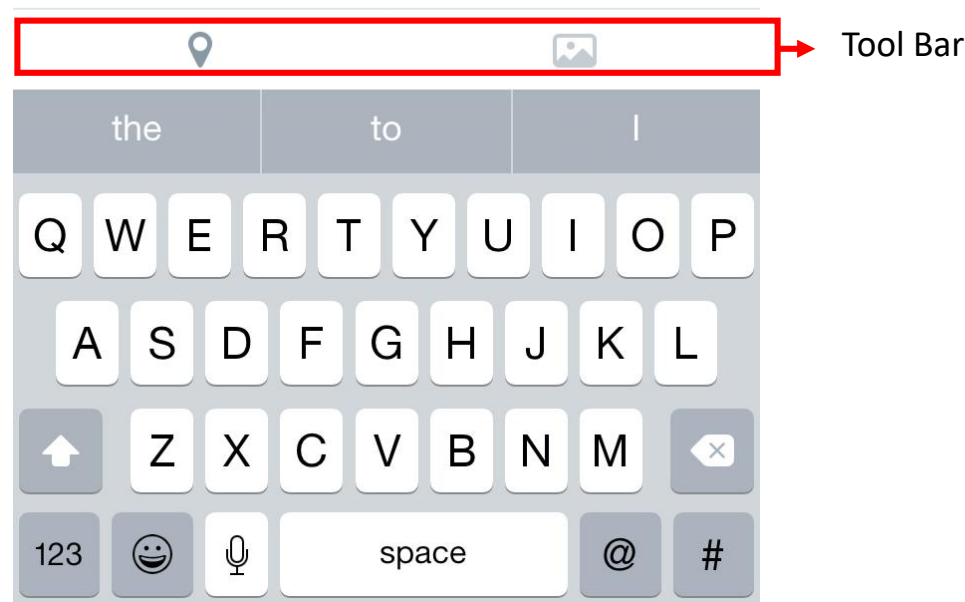 Tool Bar
the to I
Q W E R T Y U I O P
A S D F G H J K L
Z X C V B N M
123 space @ #